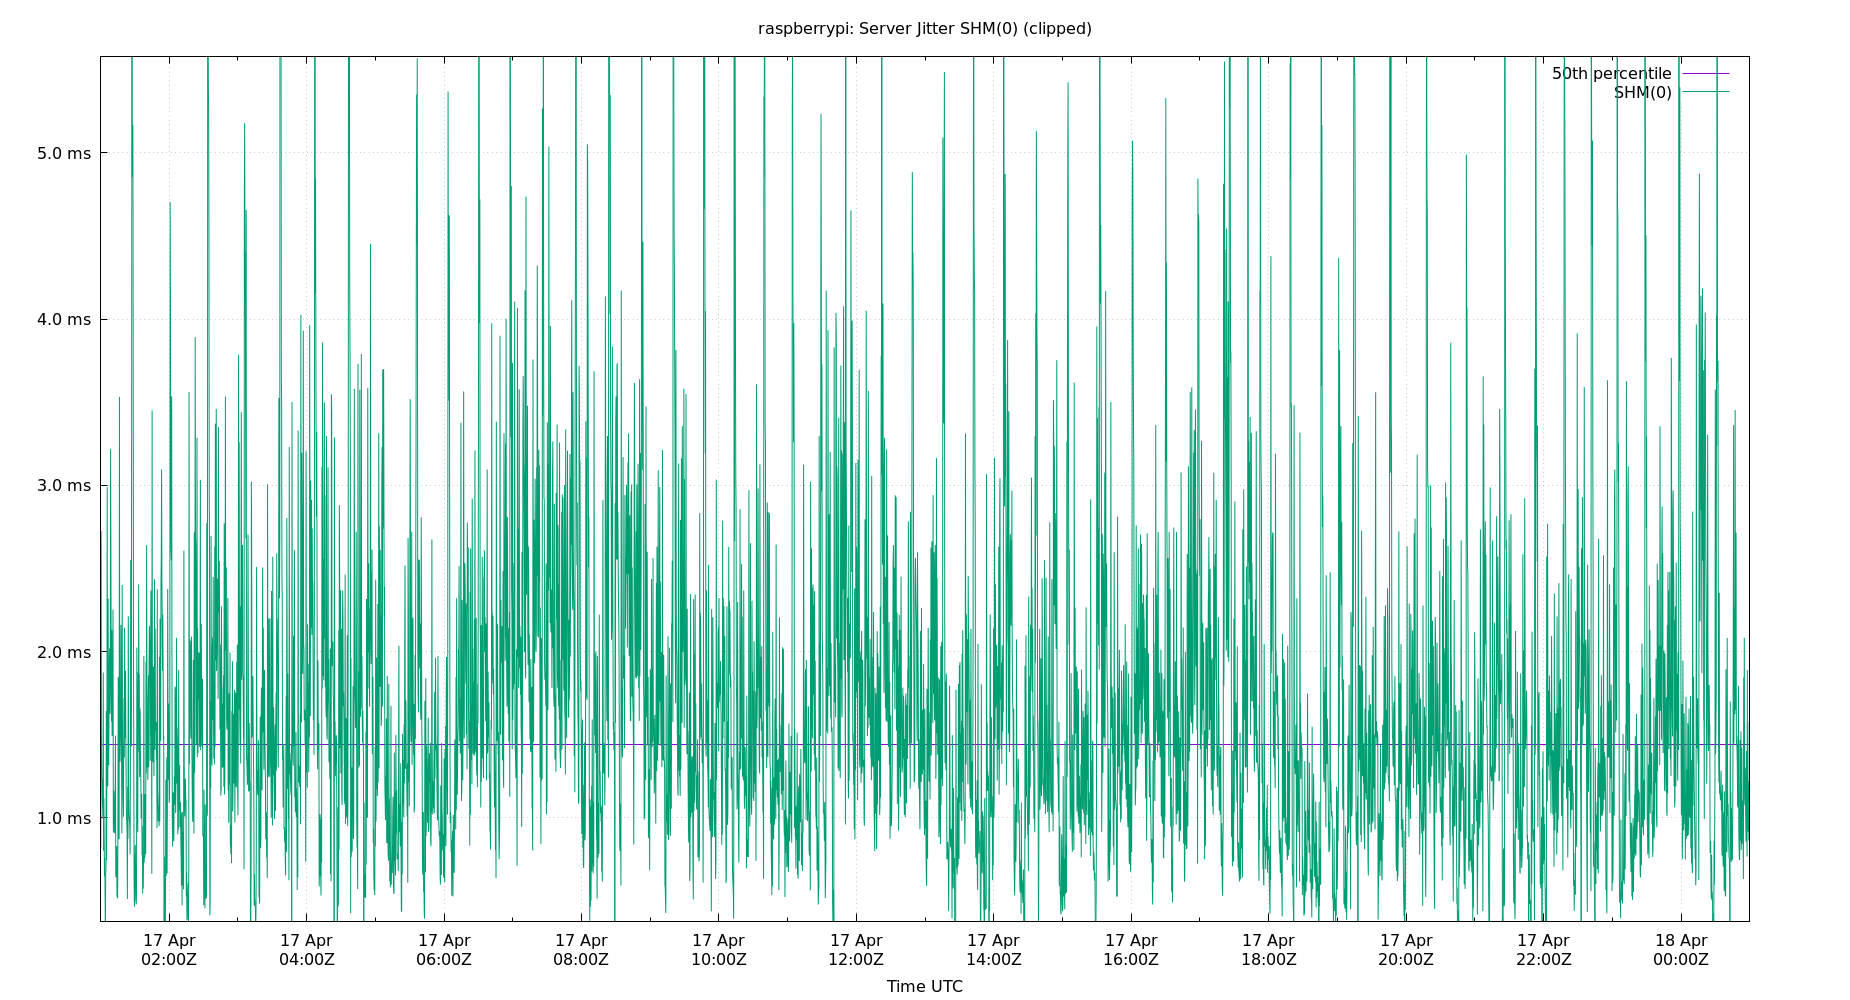 raspberrypi: Server Jitter SHM(0) (clipped)
50th percentile
SHM(0)
5.0 ms
4.0 ms
3.0 ms
2.0 ms
1.0 ms
17 Apr 17 Apr 17 Apr 17 Apr 17 Apr 17 Apr 17 Apr 17 Apr 17 Apr 17 Apr 17 Apr 18 Apr
02:00Z 04:00Z 06:00Z 08:00Z 10:00Z 12:00Z 14:00Z 16:00Z 18:00Z 20:00Z 22:00Z 00:00Z
Time UTC